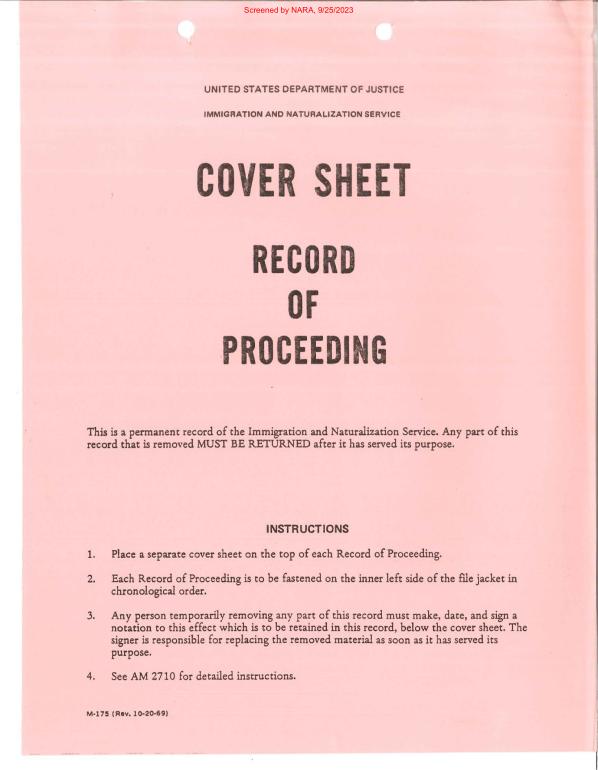 Screened by NARA, 9/25/2023
UNITED STATES DEPARTMENT OF JUSTICE
IMMIGRATION AND NATURALIZATION SERVICE
COVER SHEET
RECORD
OF
PROCEEDING
This is a permanent record of the Immigration and Naturalization Service. Any part of this
record that is removed MUST BE RETURNED after it has served its purpose.
INSTRUCTIONS
1. Place a separate cover sheet on the top of each Record of Proceeding.
2. Each Record of Proceeding is to be fastened on the inner left side of the file jacket in
chronological order.
3. Any person temporarily removing any part of this record must make, date, and sign a
notation to this effect which is to be retained in this record, below the cover sheet. The
signer is responsible for replacing the removed material as soon as it has served its
purpose.
4. See AM 2710 for detailed instructions.
M-175 (Rev. 10-20-69)